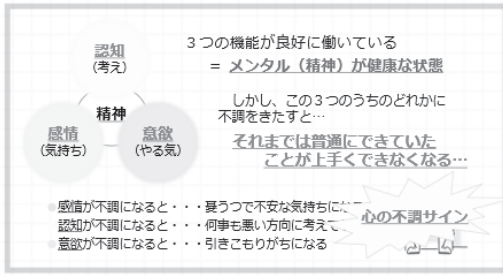 認知
(考え)
精神
感情
(気持ち)
意欲
(やる気)
3つの機能が良好に働いている
= メンタル(精神)が健康な状態
しかし、この3つのうちのどれかに
不調をきたすと…
それまでは普通にできていた
ことが上手くできなくなる…
感情が不調になると・・・憂うつで不安な気持ちに
認知が不調になると・・・何事も悪い方向に考えて
意欲が不調になると・・・引きこもりがちになる
心の不調サイン